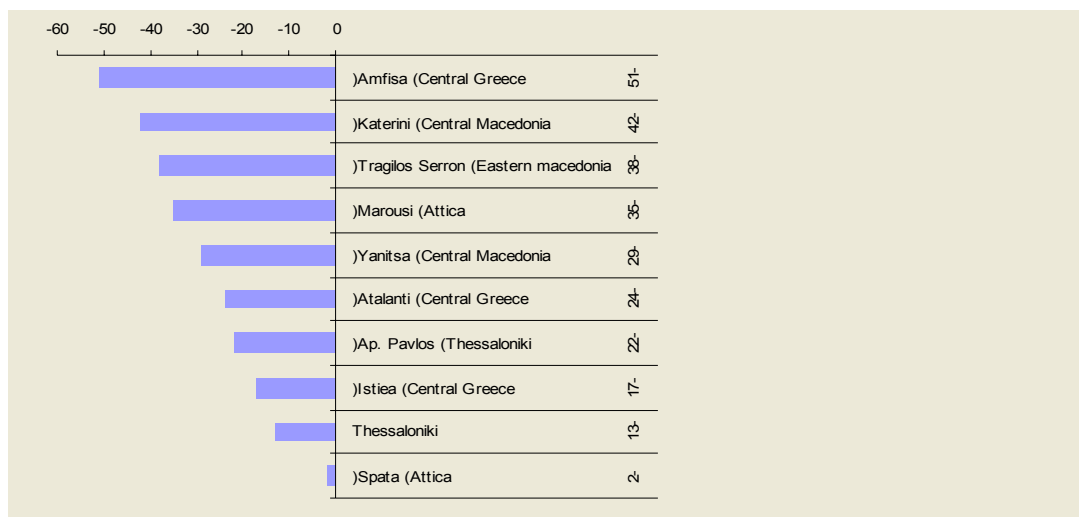 -60 -50 -40 -30 -20 -10 0
)Amfisa (Central Greece 51-
)Katerini (Central Macedonia 42-
)Tragilos Serron (Eastern macedonia 38-
)Marousi (Attica 35-
)Yanitsa (Central Macedonia 29-
)Atalanti (Central Greece 24-
)Ap. Pavlos (Thessaloniki 22-
)Istiea (Central Greece 17-
Thessaloniki 13-
)Spata (Attica 2-